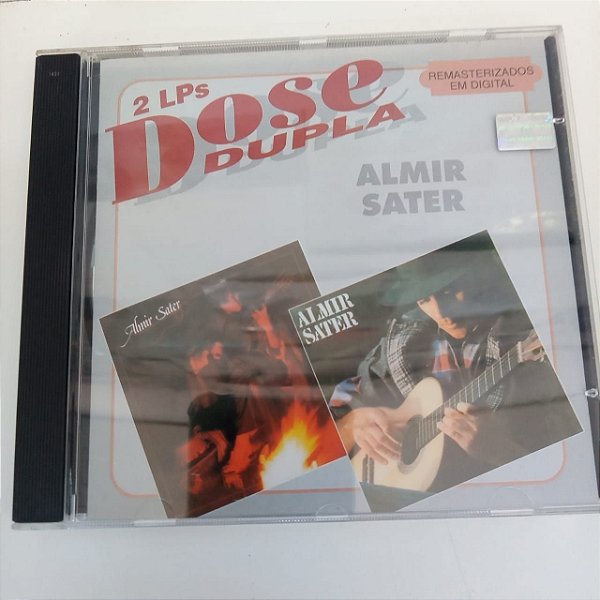 2 LPs
Dose
DUPLA
REMASTERIZADOS
EM DIGITAL
ALMIR
SATER
Almir Sater
ALMIR
SATER